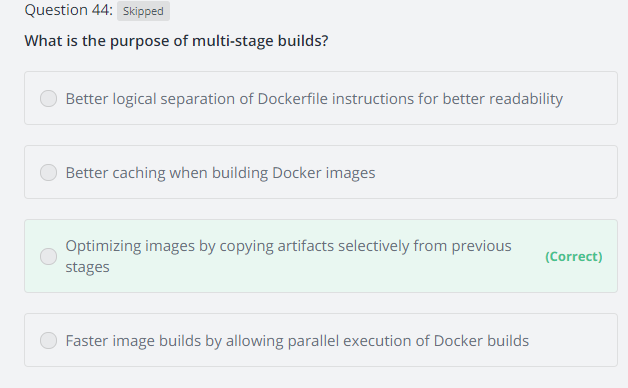 Question 44: Skipped
What is the purpose of multi-stage builds?
Better logical separation of Dockerfile instructions for better readability
Better caching when building Docker images
Optimizing images by copying artifacts selectively from previous
stages
(Correct)
Faster image builds by allowing parallel execution of Docker builds